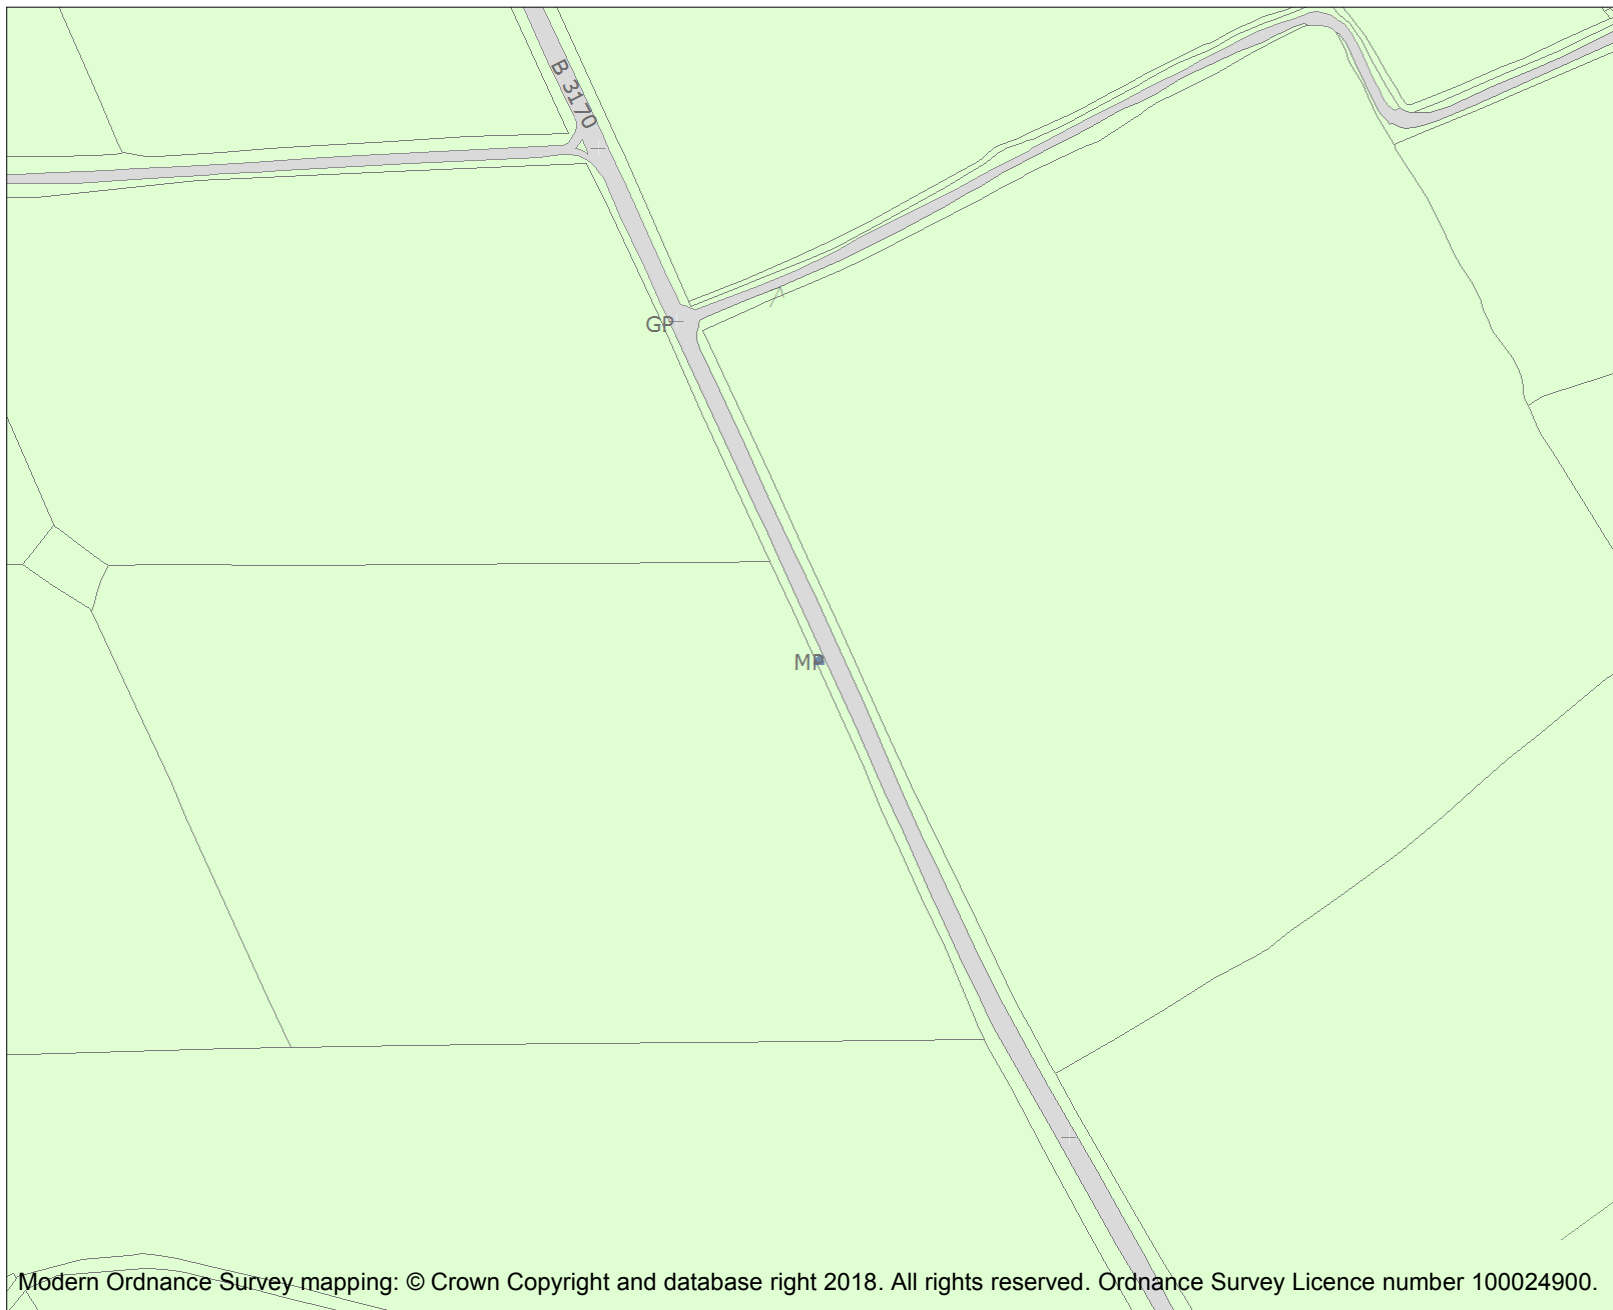 B 3170
GP
MP
Modern Ordnance Survey mapping: © Crown Copyright and database right 2018. All rights reserved. Ordnance Survey Licence number 100024900.